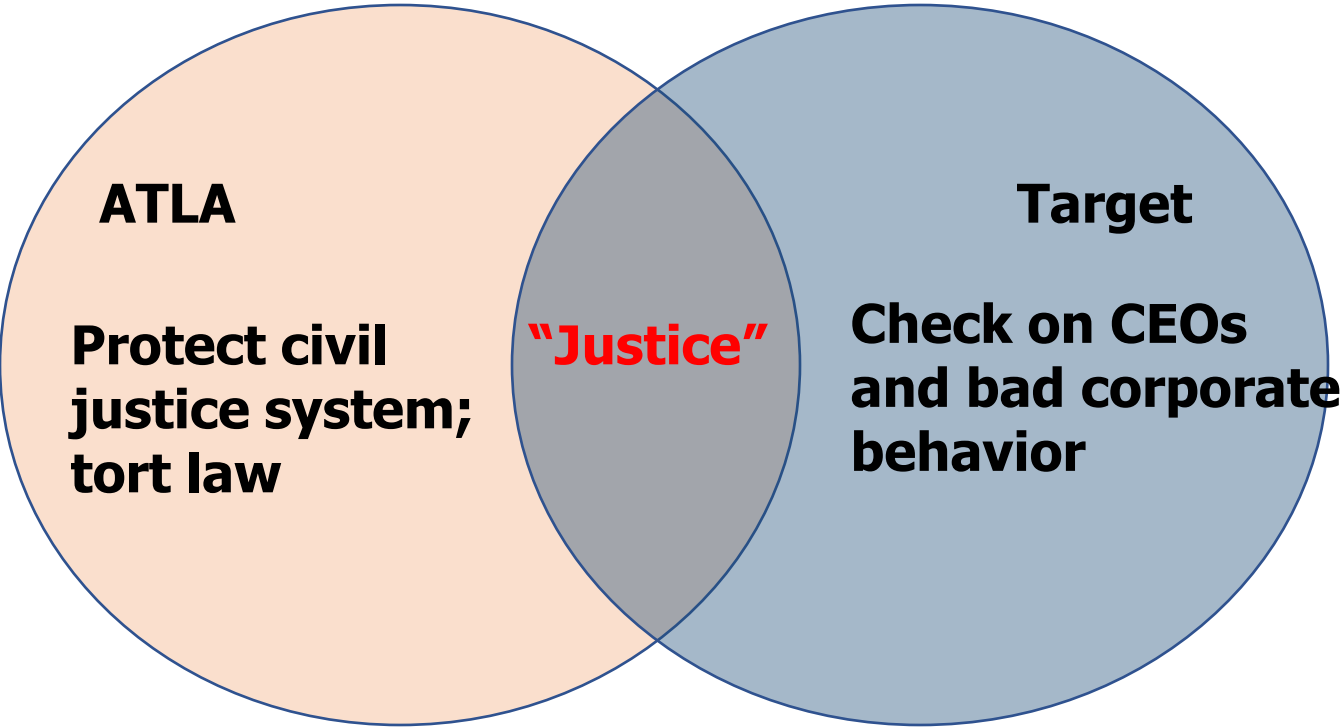 ATLA
Protect civil
justice system;
tort law
“Justice”
Target
Check on CEOs
and bad corporate
behavior